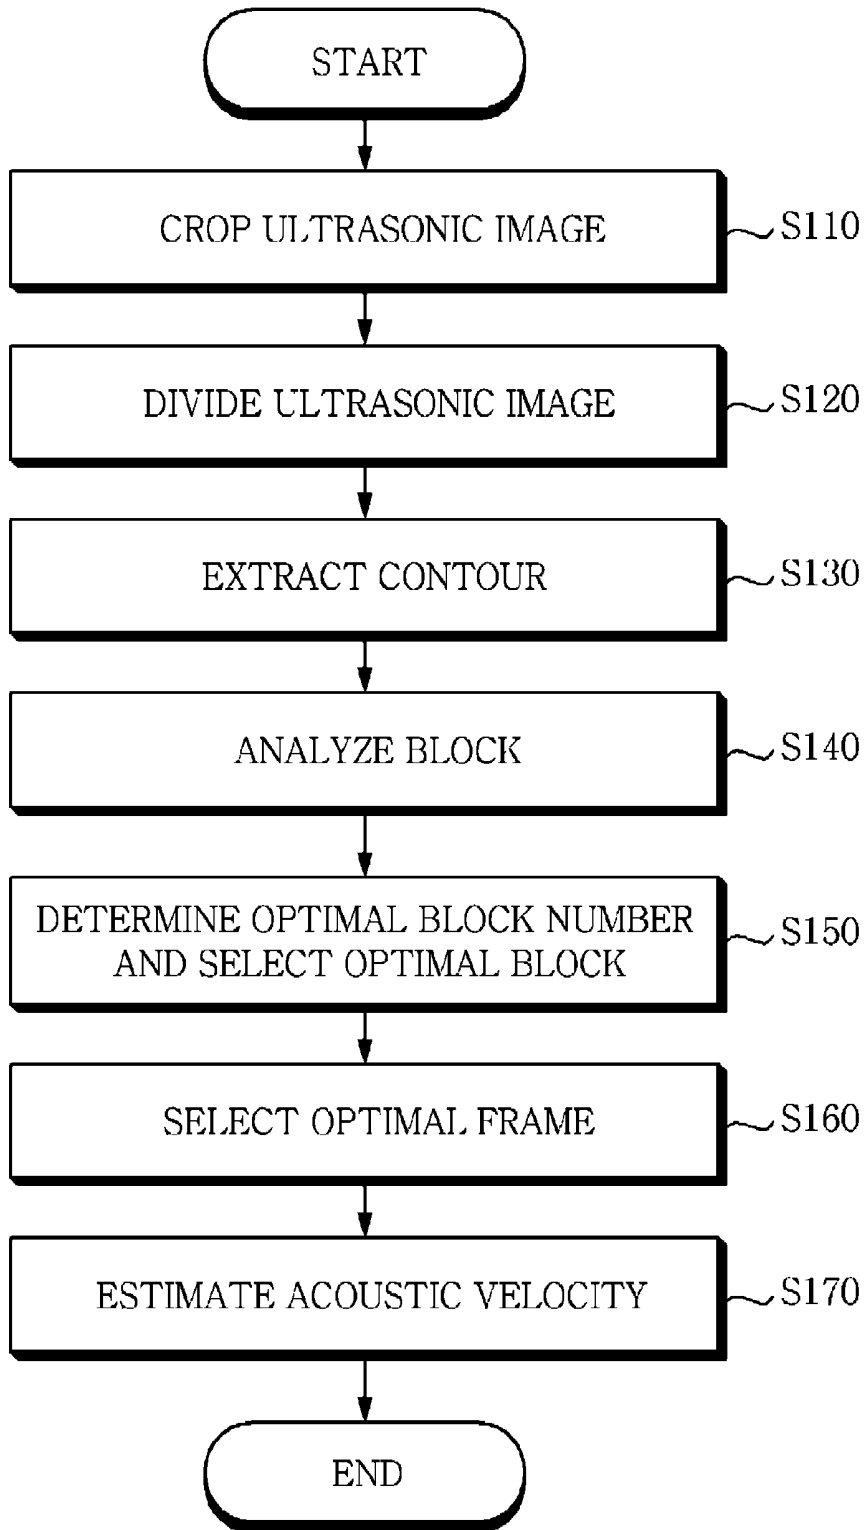 START
CROP ULTRASONIC IMAGE
S110
DIVIDE ULTRASONIC IMAGE
S120
EXTRACT CONTOUR
S130
ANALYZE BLOCK
S140
DETERMINE OPTIMAL BLOCK NUMBER
AND SELECT OPTIMAL BLOCK
S150
SELECT OPTIMAL FRAME
S160
ESTIMATE ACOUSTIC VELOCITY
S170
END